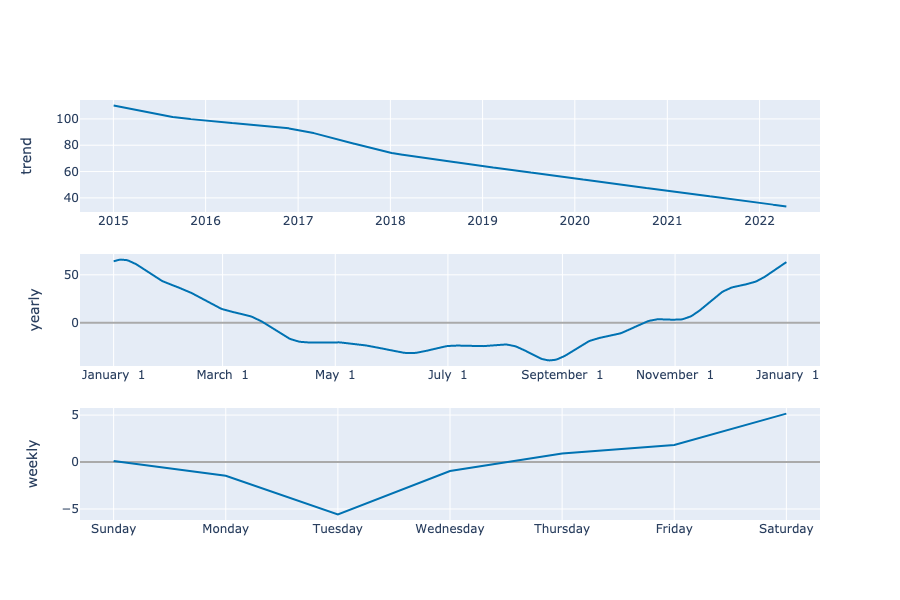 trend
100
80
60
40
2015 2016 2017 2018 2019 2020 2021 2022
yearly
50
0
January 1 March 1 May 1 July 1 September 1 November 1 January 1
weekly
5
0
−5
Sunday Monday Tuesday Wednesday Thursday Friday Saturday